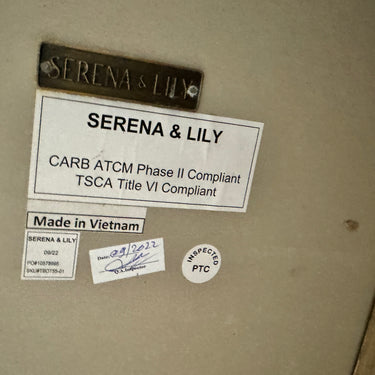 SERENA & LILY
SERENA & LILY
CARB ATCM Phase II Compliant
TSCA Title VI Compliant
Made in Vietnam
SERENA & LILY
09/22
Date: 09/2022
INSPECTED
PTC